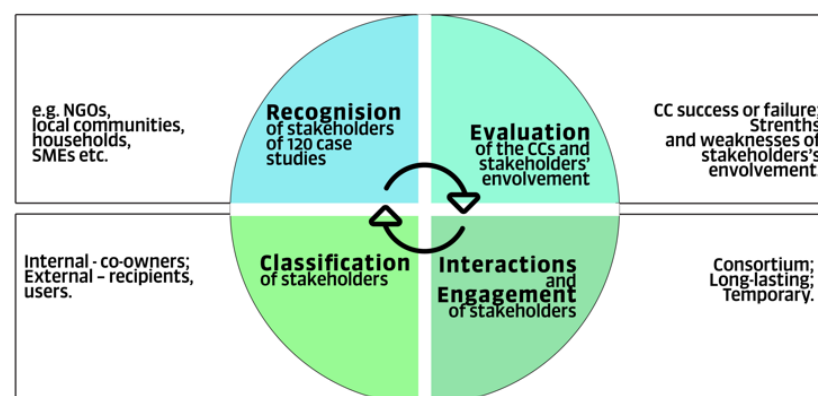 e.g. NGOs,
local communities,
households,
SMEs etc.
Recognision
of stakeholders
of 120 case
studies
Evaluation
of the CCs and
stakeholders'
envolvement
CC success or failure;
Strenths
and weaknesses of
stakeholders's
envolvement.
Internal - co-owners;
External – recipients,
users.
Classification
of stakeholders
Interactions
and
Engagement
of stakeholders
Consortium;
Long-lasting;
Temporary.